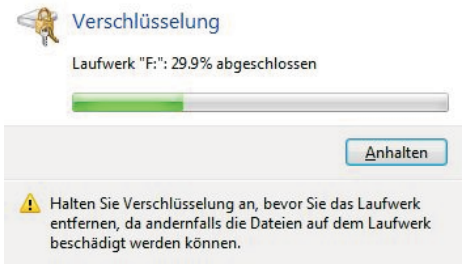 Verschlüsselung
Laufwerk "F:": 29.9% abgeschlossen
Anhalten
Halten Sie Verschlüsselung an, bevor Sie das Laufwerk
entfernen, da andernfalls die Dateien auf dem Laufwerk
beschädigt werden können.